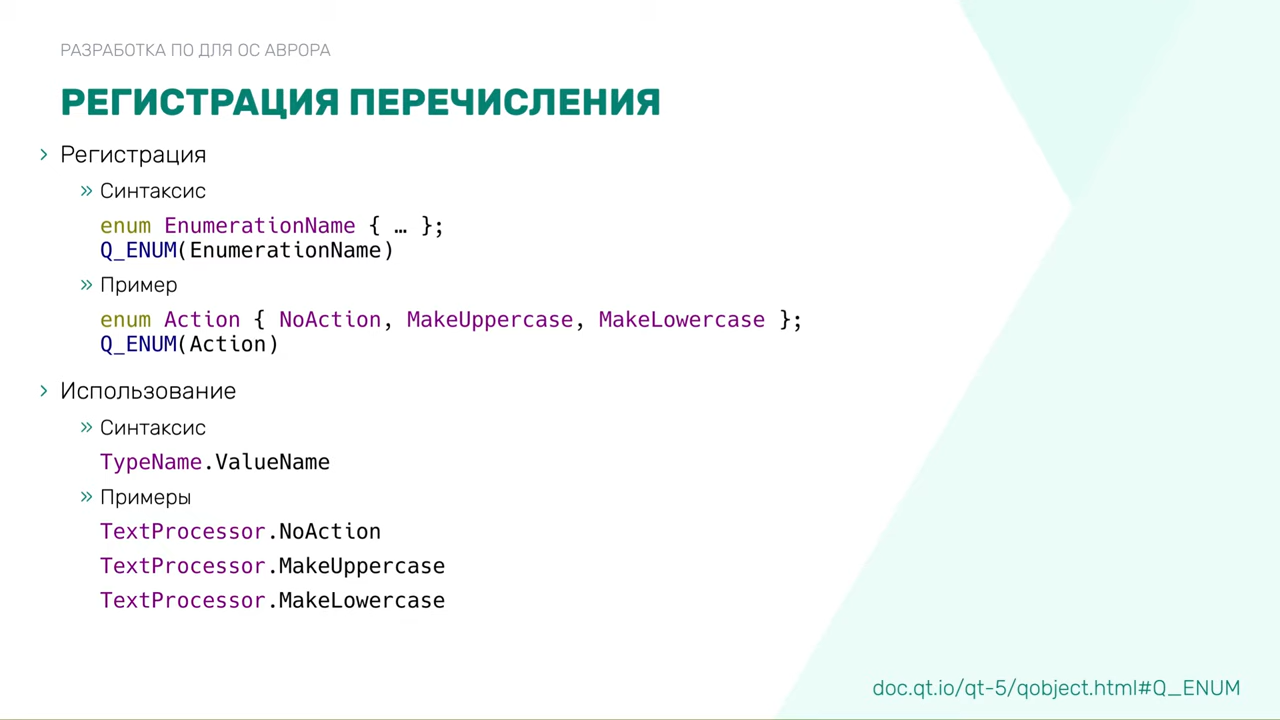 РАЗРАБОТКА ПО ДЛЯ ОС АВРОРА
РЕГИСТРАЦИЯ ПЕРЕЧИСЛЕНИЯ
› Регистрация
» Синтаксис
enum EnumerationName { … };
Q_ENUM(EnumerationName)
» Пример
enum Action { NoAction, MakeUppercase, MakeLowercase };
Q_ENUM(Action)
› Использование
» Синтаксис
TypeName.ValueName
» Примеры
TextProcessor.NoAction
TextProcessor.MakeUppercase
TextProcessor.MakeLowercase
doc.qt.io/qt-5/qobject.html#Q_ENUM